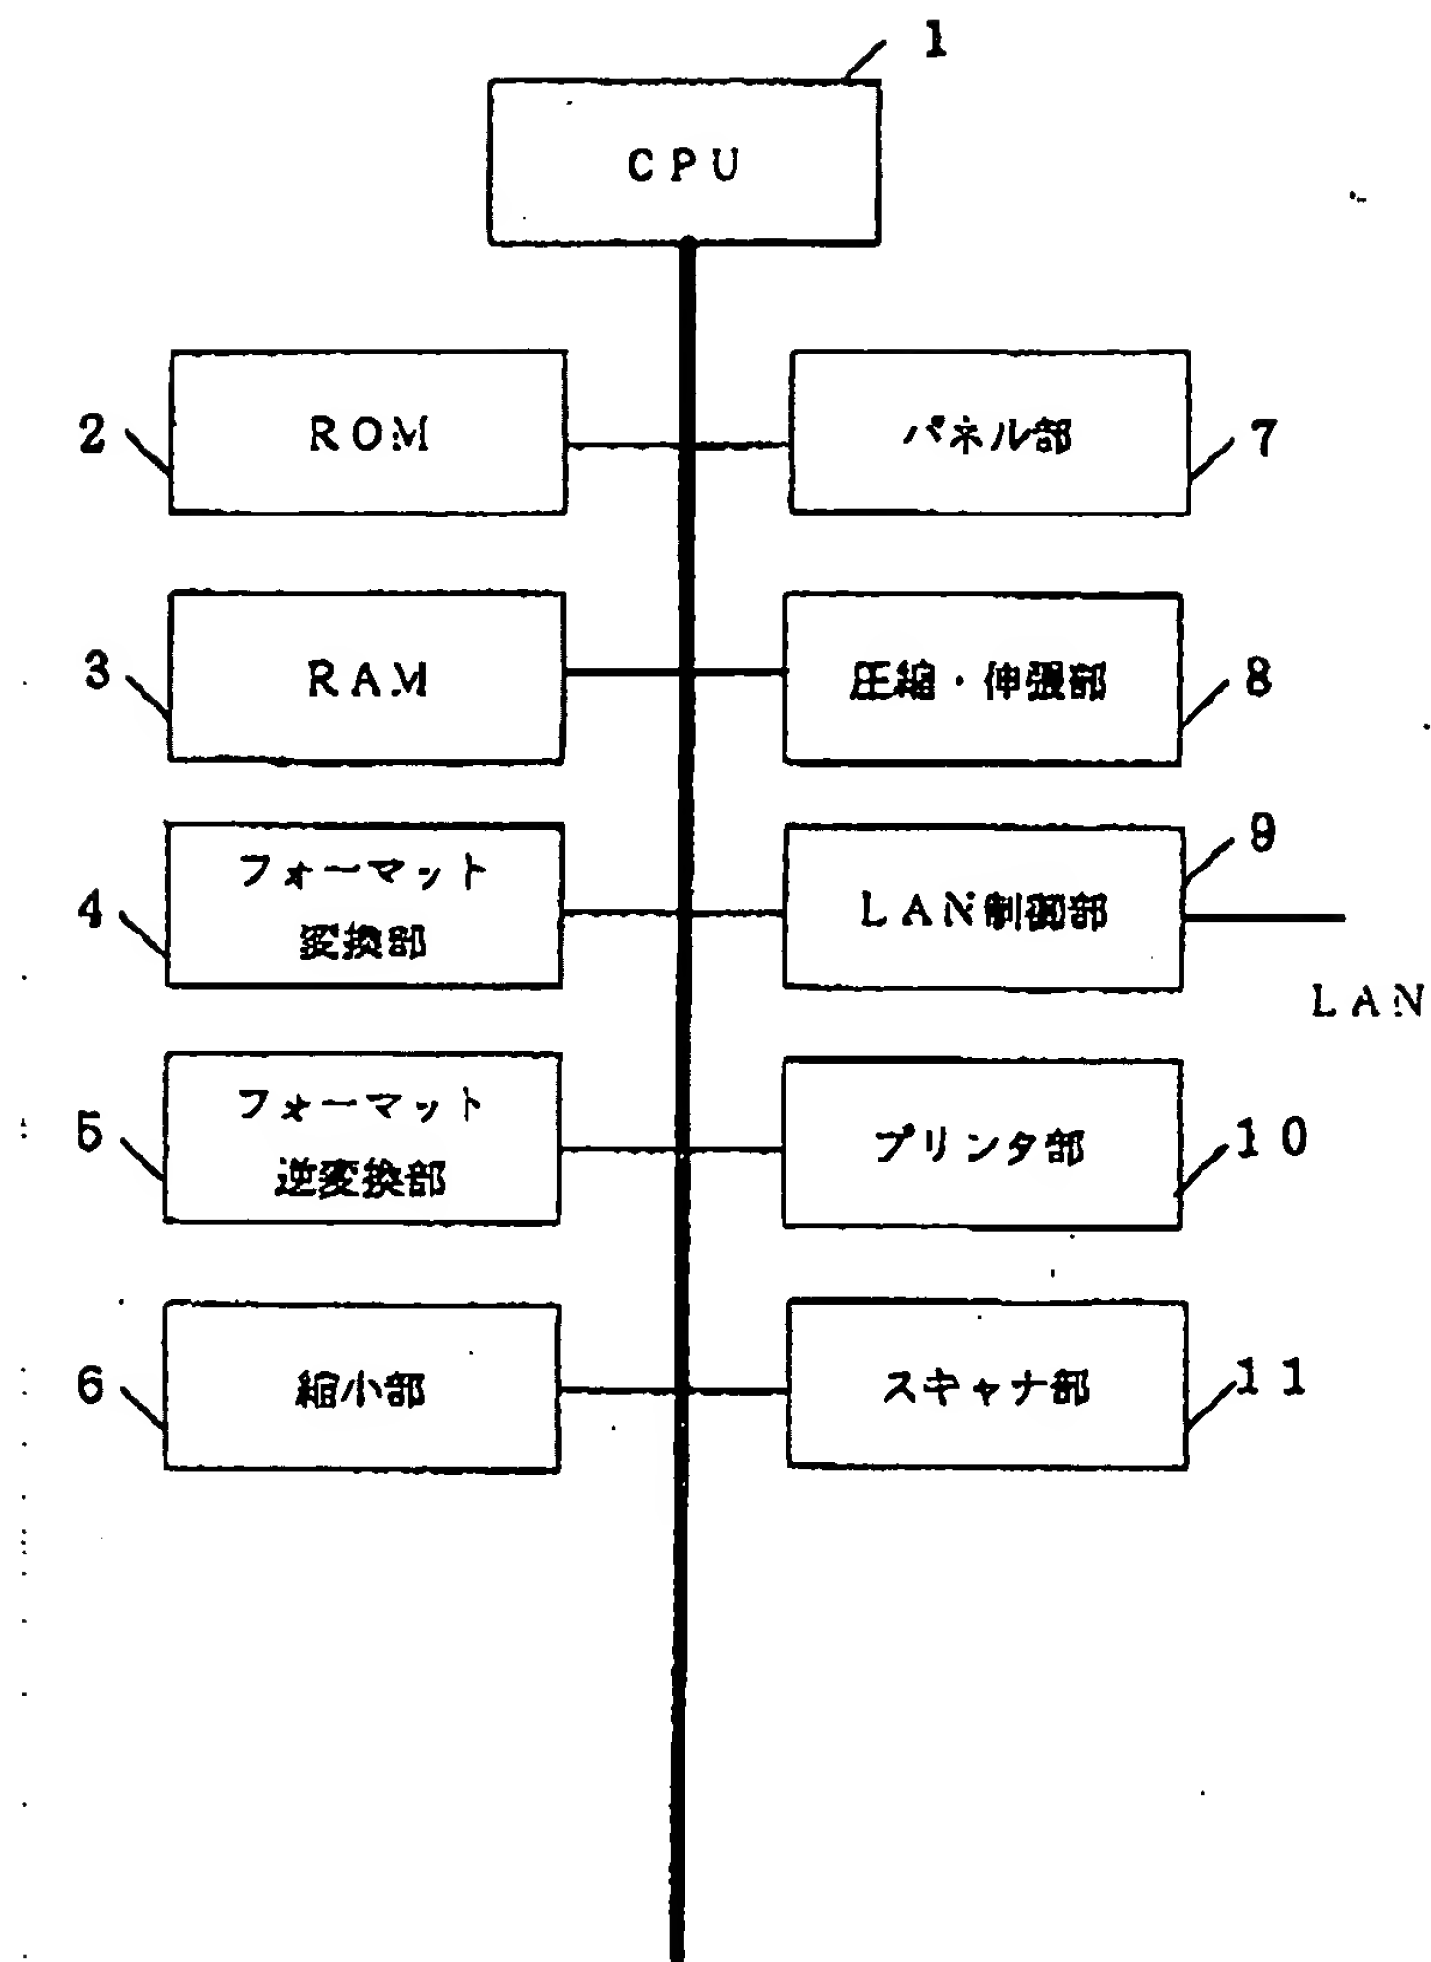 1
CPU
2
ROM
パネル部
7
3
RAM
圧縮・伸張部
8
4
フォーマット
変換部
LAN制御部
9
LAN
5
フォーマット
逆変換部
プリンタ部
10
6
縮小部
スキャナ部
11